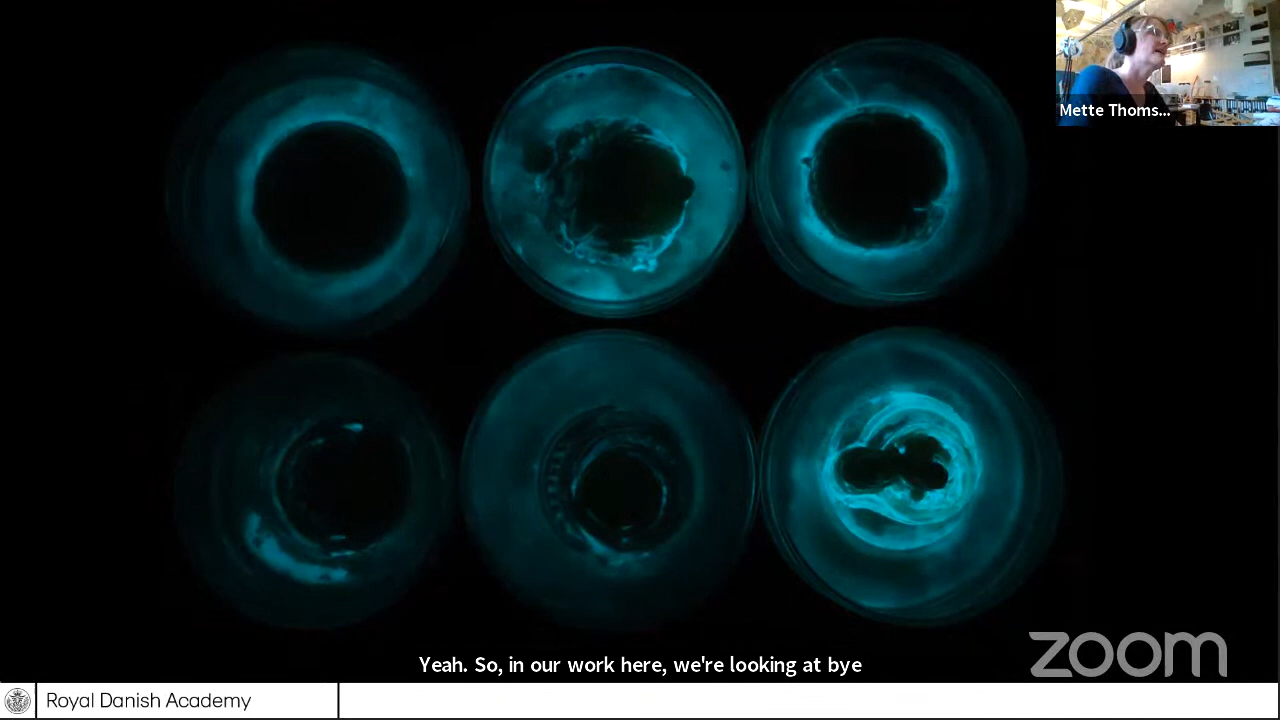 Mette Thoms...
Yeah. So, in our work here, we're looking at bye
zoom
Royal Danish Academy